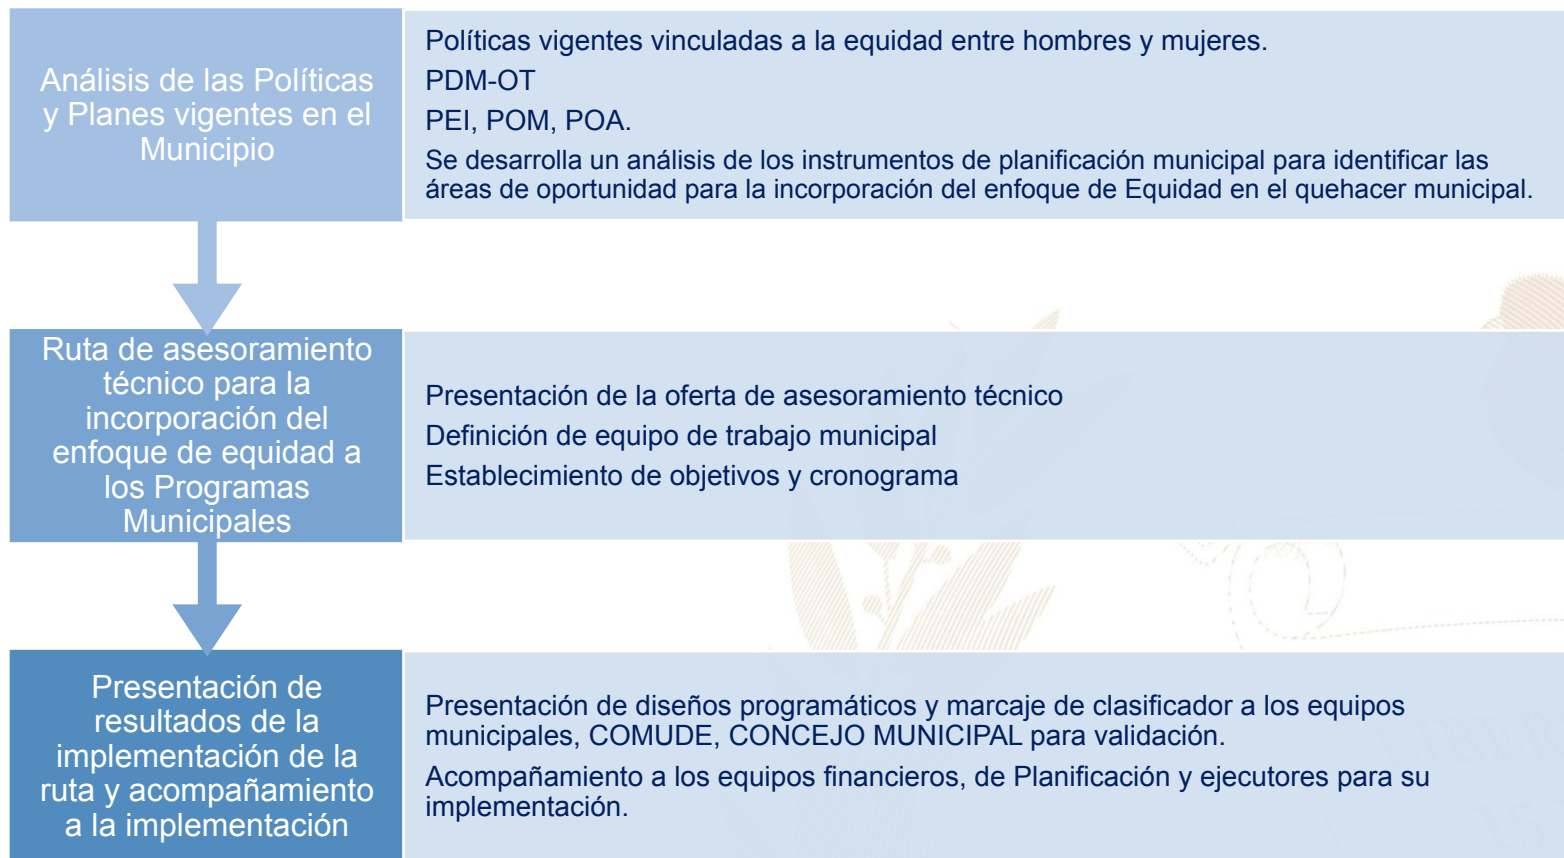 Análisis de las Políticas
y Planes vigentes en el
Municipio
Políticas vigentes vinculadas a la equidad entre hombres y mujeres.
PDM-OT
PEI, POM, POA.
Se desarrolla un análisis de los instrumentos de planificación municipal para identificar las
áreas de oportunidad para la incorporación del enfoque de Equidad en el quehacer municipal.
Ruta de asesoramiento
técnico para la
incorporación del
enfoque de equidad a
los Programas
Municipales
Presentación de la oferta de asesoramiento técnico
Definición de equipo de trabajo municipal
Establecimiento de objetivos y cronograma
Presentación de
resultados de la
implementación de la
ruta y acompañamiento
a la implementación
Presentación de diseños programáticos y marcaje de clasificador a los equipos
municipales, COMUDE, CONCEJO MUNICIPAL para validación.
Acompañamiento a los equipos financieros, de Planificación y ejecutores para su
implementación.